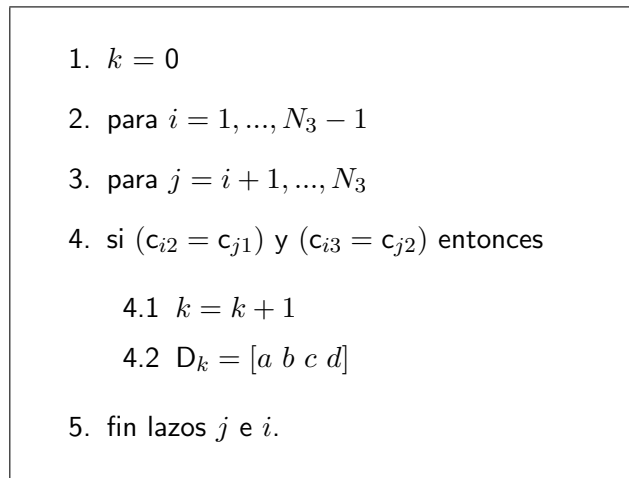 1. k = 0
2. para i = 1, ..., N₃ − 1
3. para j = i + 1, ..., N₃
4. si (c_{i2} = c_{j1}) y (c_{i3} = c_{j2}) entonces
4.1 k = k + 1
4.2 D_k = [a b c d]
5. fin lazos j e i.